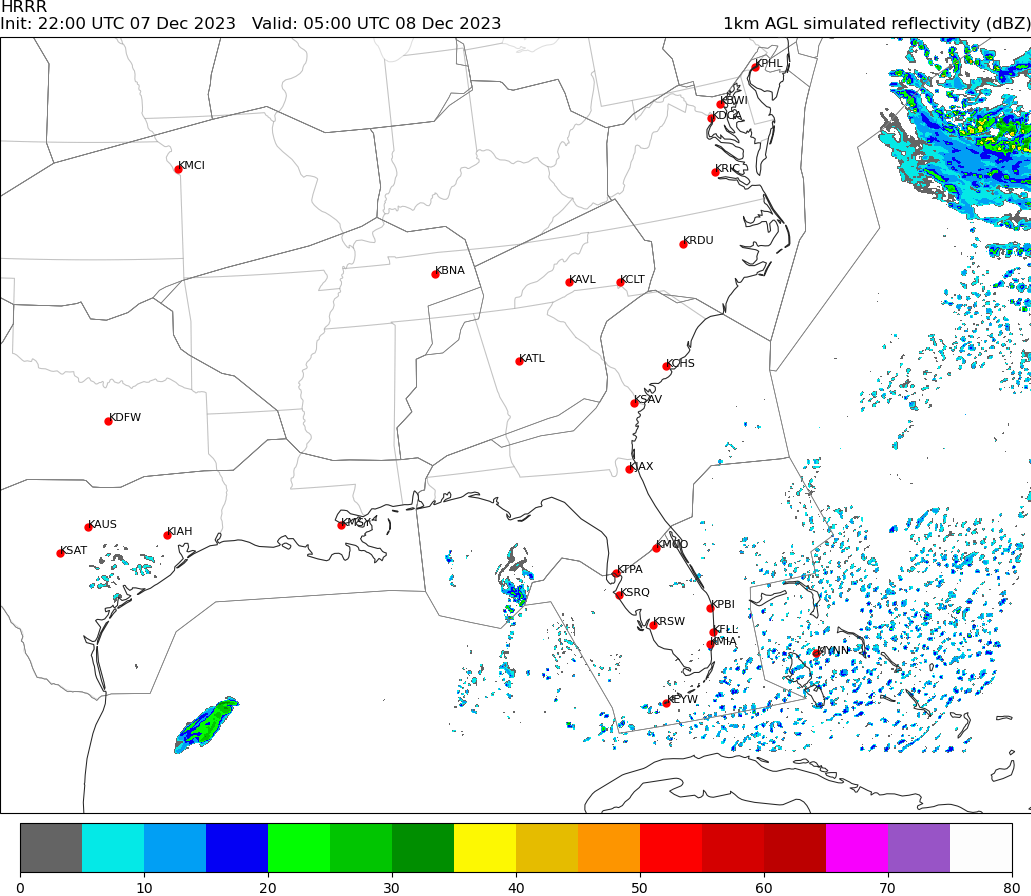 HRRR
Init: 22:00 UTC 07 Dec 2023   Valid: 05:00 UTC 08 Dec 2023   1km AGL simulated reflectivity (dBZ)
KPHL
KBWI
KDCA
KMCI
KRIC
KRDU
KBNA
KAVL
KCLT
KATL
KCHS
KSAV
KDFW
KJAX
KAUS
KMSY
KIAH
KSAT
KMCO
KTPA
KSRQ
KPBI
KRSW
KFLL
KMIA
MYNN
KEYW
0 10 20 30 40 50 60 70 80